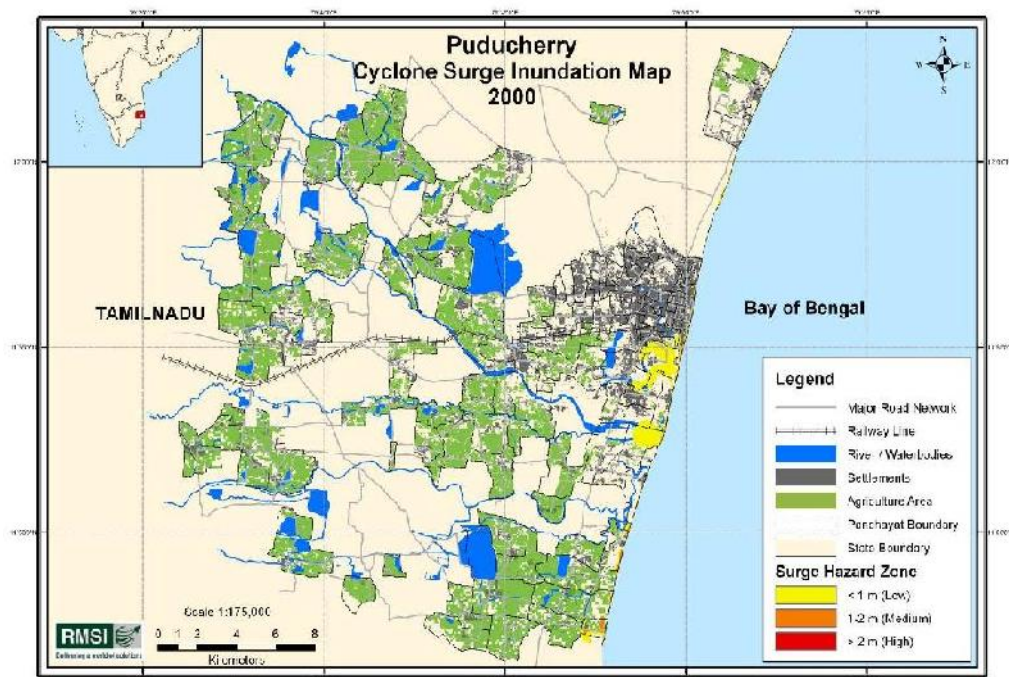 Puducherry
Cyclone Surge Inundation Map
2000
N
W
E
S
TAMILNADU
Bay of Bengal
Legend
Major Road Network
Railway Line
River / Waterbodies
Settlements
Agriculture Area
Panchayat Boundary
State Boundary
Surge Hazard Zone
< 1 m (Low)
1-2 m (Medium)
> 2 m (High)
Scale 1:175,000
0 1 2 4 6 8
Kilometers
RMSI